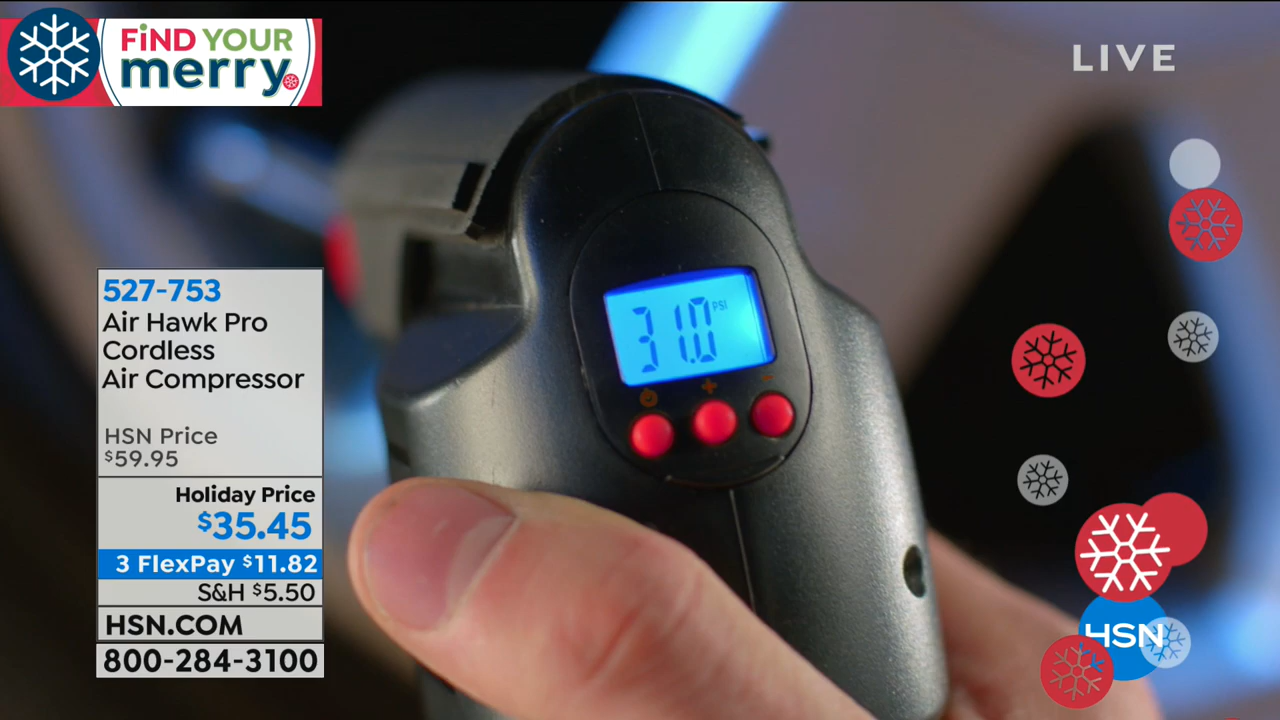 FiND YOUR
merry.
LIVE
527-753
Air Hawk Pro
Cordless
Air Compressor
HSN Price
$59.95
Holiday Price
$35.45
3 FlexPay $11.82
S&H $5.50
HSN.COM
800-284-3100
31.0 PSI
+ -
HSN